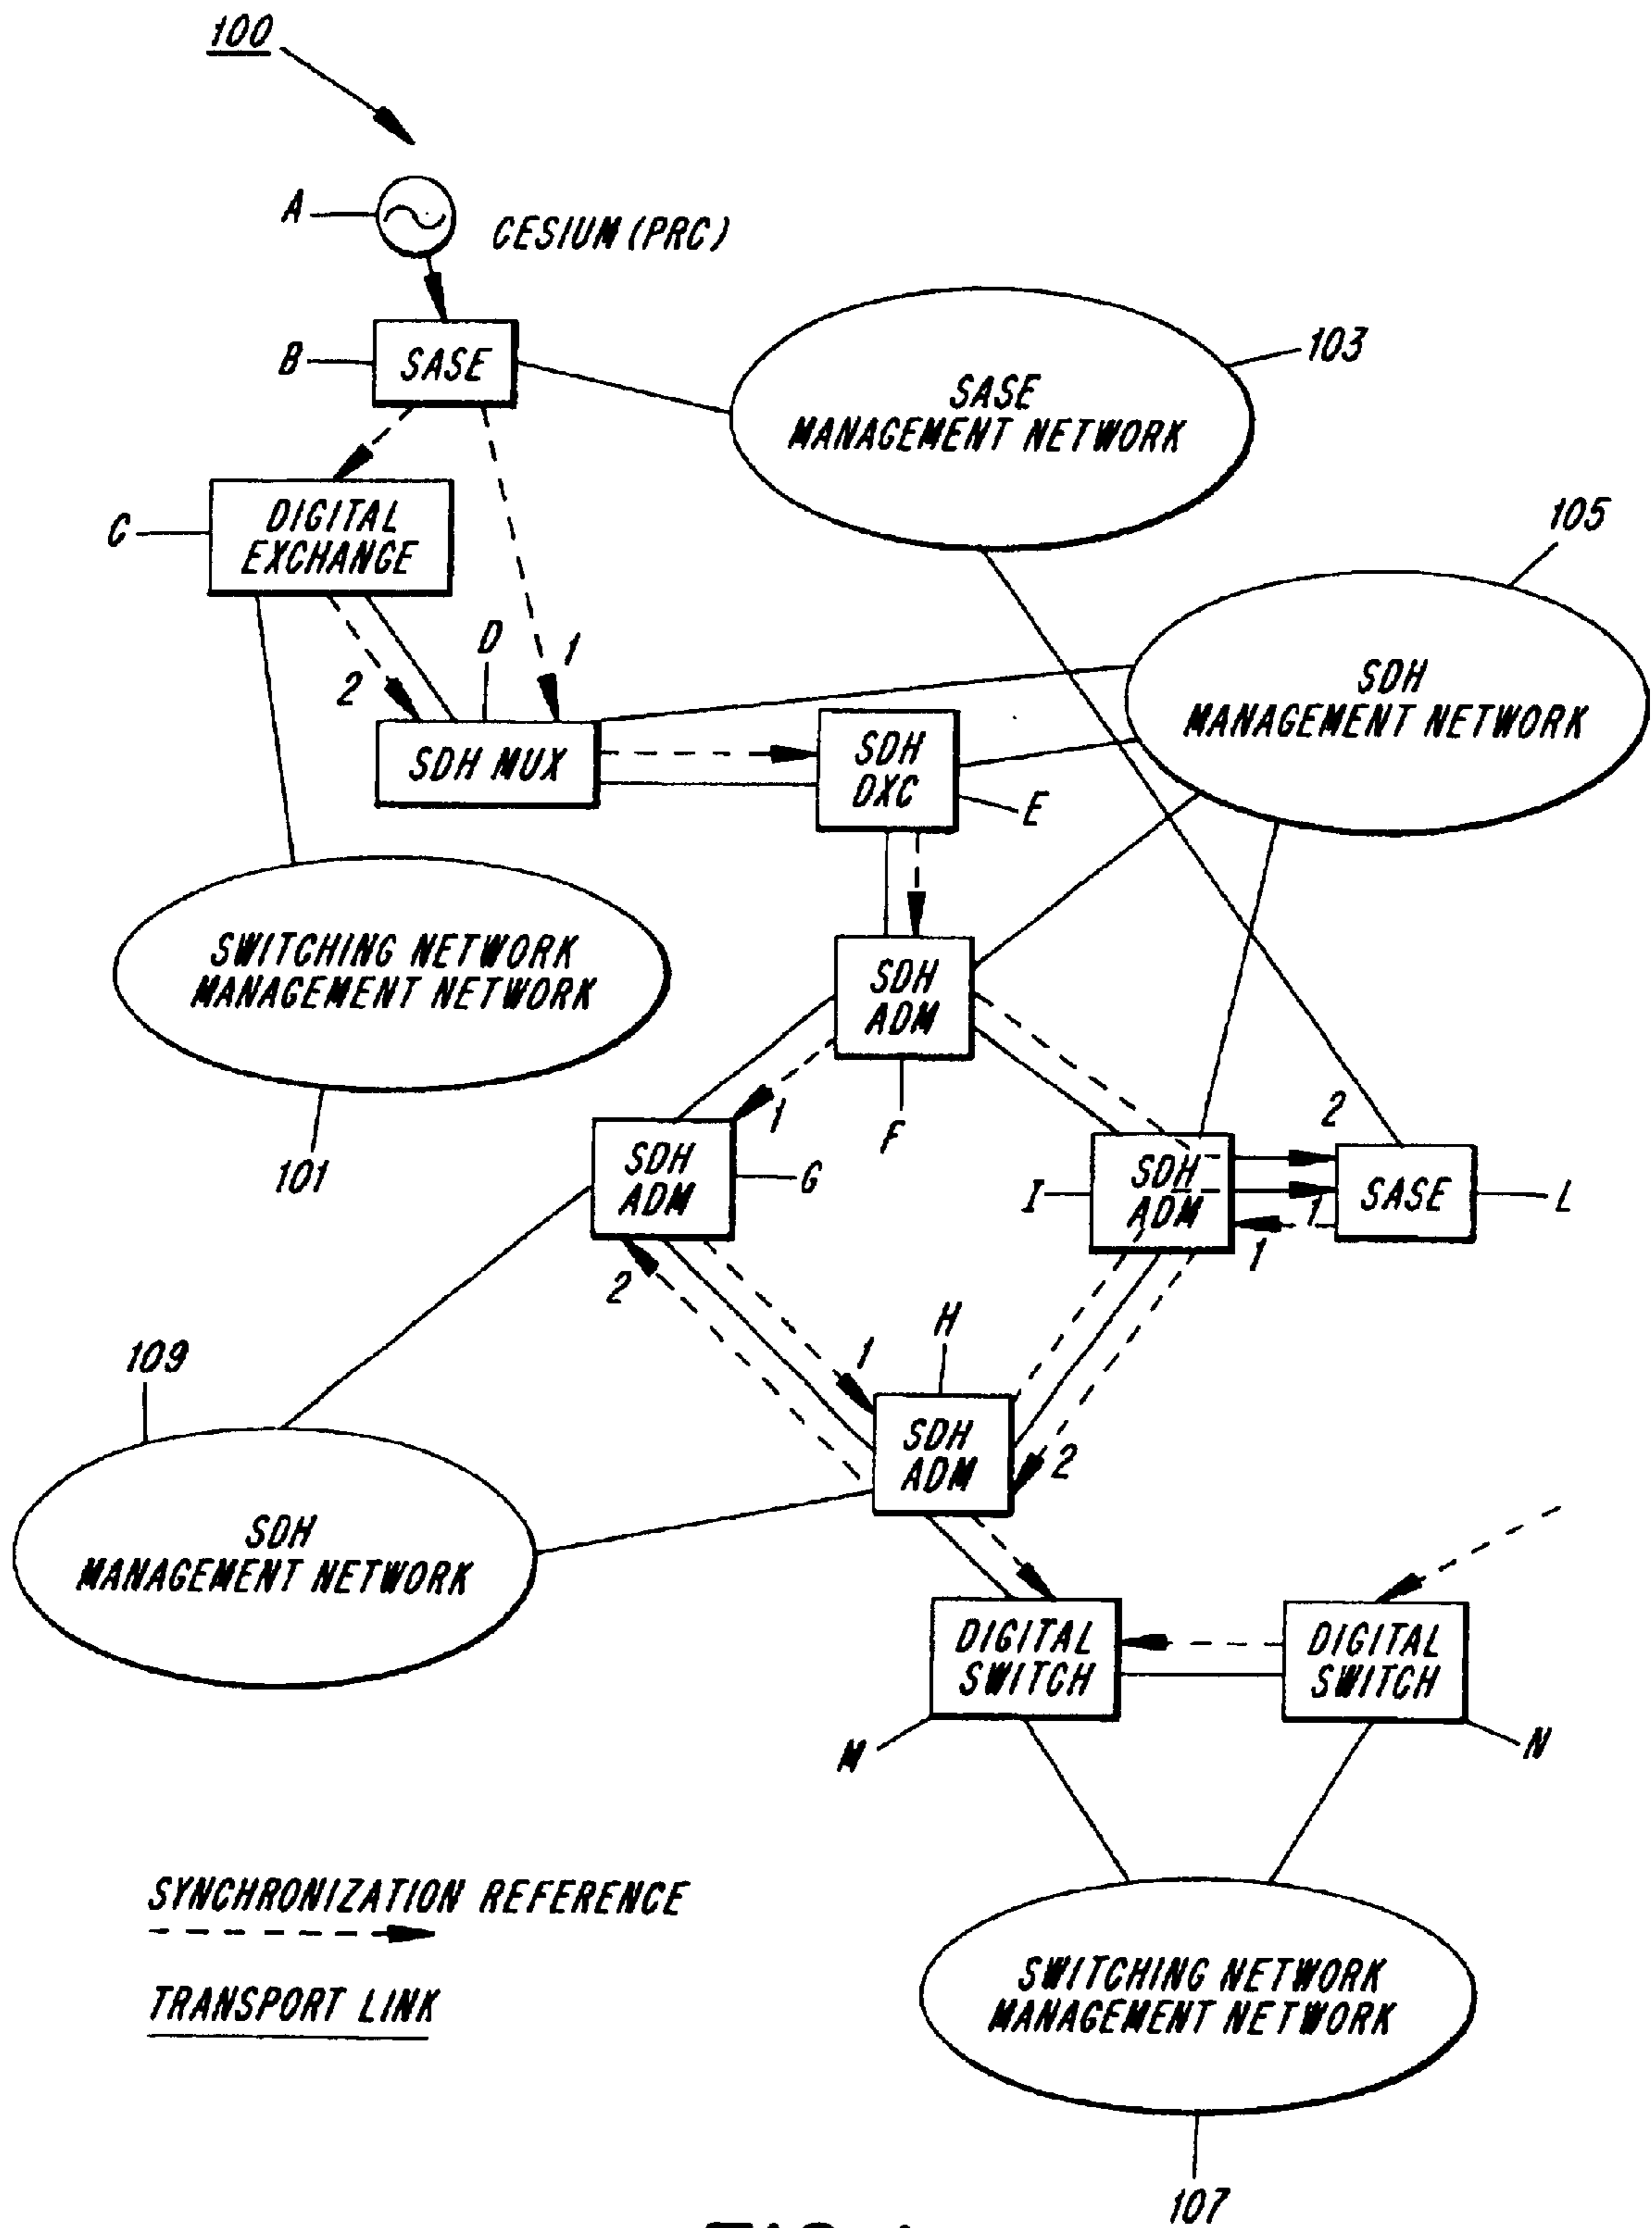 100
A
CESIUM (PRC)
B
SASE
SASE
MANAGEMENT NETWORK
103
C
DIGITAL
EXCHANGE
105
D
1
2
SDH MUX
SDH
DXC
E
SDH
MANAGEMENT NETWORK
SWITCHING NETWORK
MANAGEMENT NETWORK
101
SDH
ADM
F
1
SDH
ADM
G
2
I
SDH
ADM
2
1
1
SASE
L
H
1
SDH
ADM
2
109
SDH
MANAGEMENT NETWORK
DIGITAL
SWITCH
M
DIGITAL
SWITCH
N
SYNCHRONIZATION REFERENCE
TRANSPORT LINK
SWITCHING NETWORK
MANAGEMENT NETWORK
107